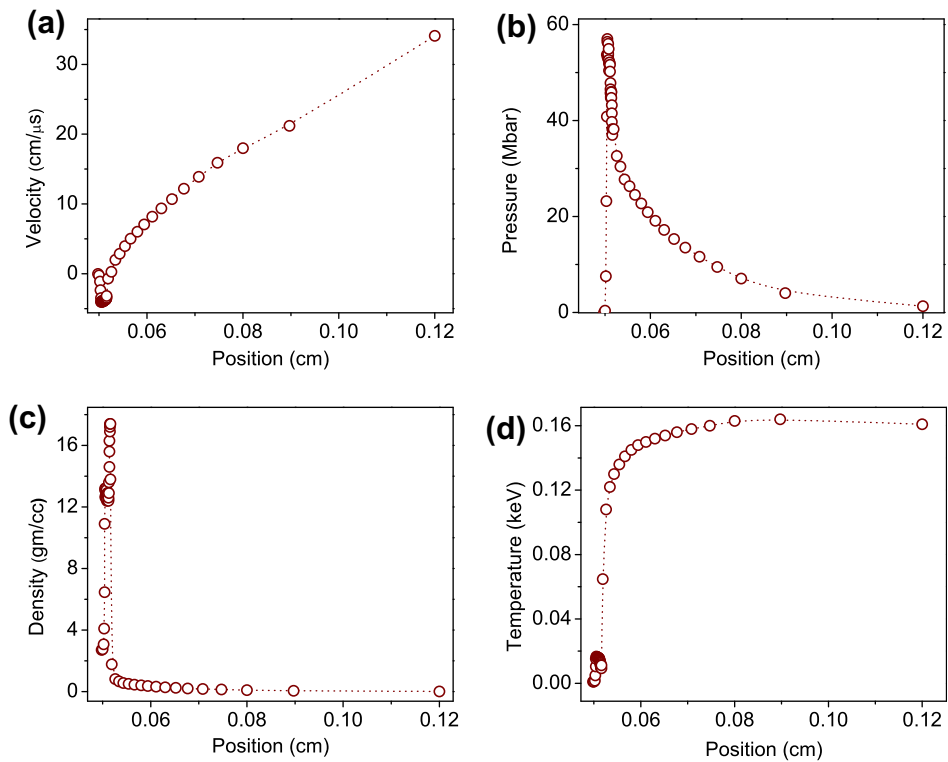 (a)
30
20
10
0
Velocity (cm/μs)
0.06 0.08 0.10 0.12
Position (cm)
(b)
60
40
20
0
Pressure (Mbar)
0.06 0.08 0.10 0.12
Position (cm)
(c)
16
12
8
4
0
Density (gm/cc)
0.06 0.08 0.10 0.12
Position (cm)
(d)
0.16
0.12
0.08
0.04
0.00
Temperature (keV)
0.06 0.08 0.10 0.12
Position (cm)